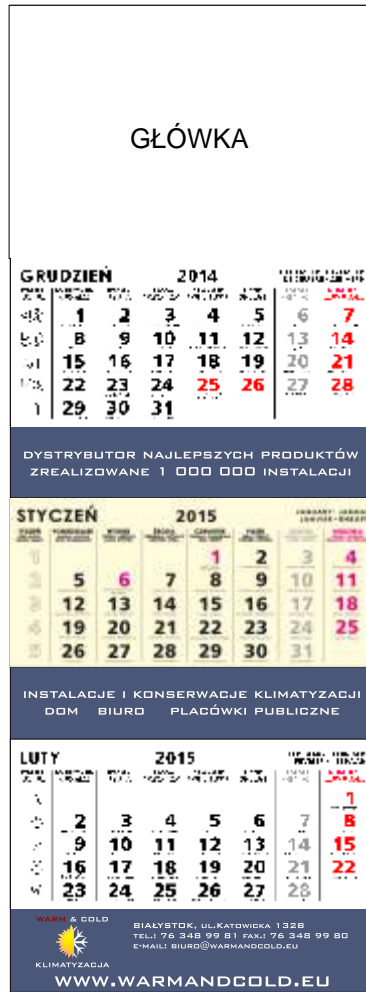 GŁÓWKA
GRUDZIEŃ 2014
1 2 3 4 5 6 7
8 9 10 11 12 13 14
15 16 17 18 19 20 21
22 23 24 25 26 27 28
1 29 30 31
DYSTRYBUTOR NAJLEPSZYCH PRODUKTÓW
ZREALIZOWANE 1 000 000 INSTALACJI
STYCZEŃ 2015
1 1 2 3 4
2 5 6 7 8 9 10 11
3 12 13 14 15 16 17 18
4 19 20 21 22 23 24 25
5 26 27 28 29 30 31
INSTALACJE I KONSERWACJE KLIMATYZACJI
DOM BIURO PLACÓWKI PUBLICZNE
LUTY 2015
1
2 3 4 5 6 7 8
9 10 11 12 13 14 15
16 17 18 19 20 21 22
23 24 25 26 27 28
WARM & COLD
KLIMATYZACJA
BIAŁYSTOK, UL.KATOWICKA 132B
TEL.: 76 348 99 81 FAX.: 76 348 99 80
E-MAIL: BIURO@WARMANDCOLD.EU
WWW.WARMANDCOLD.EU